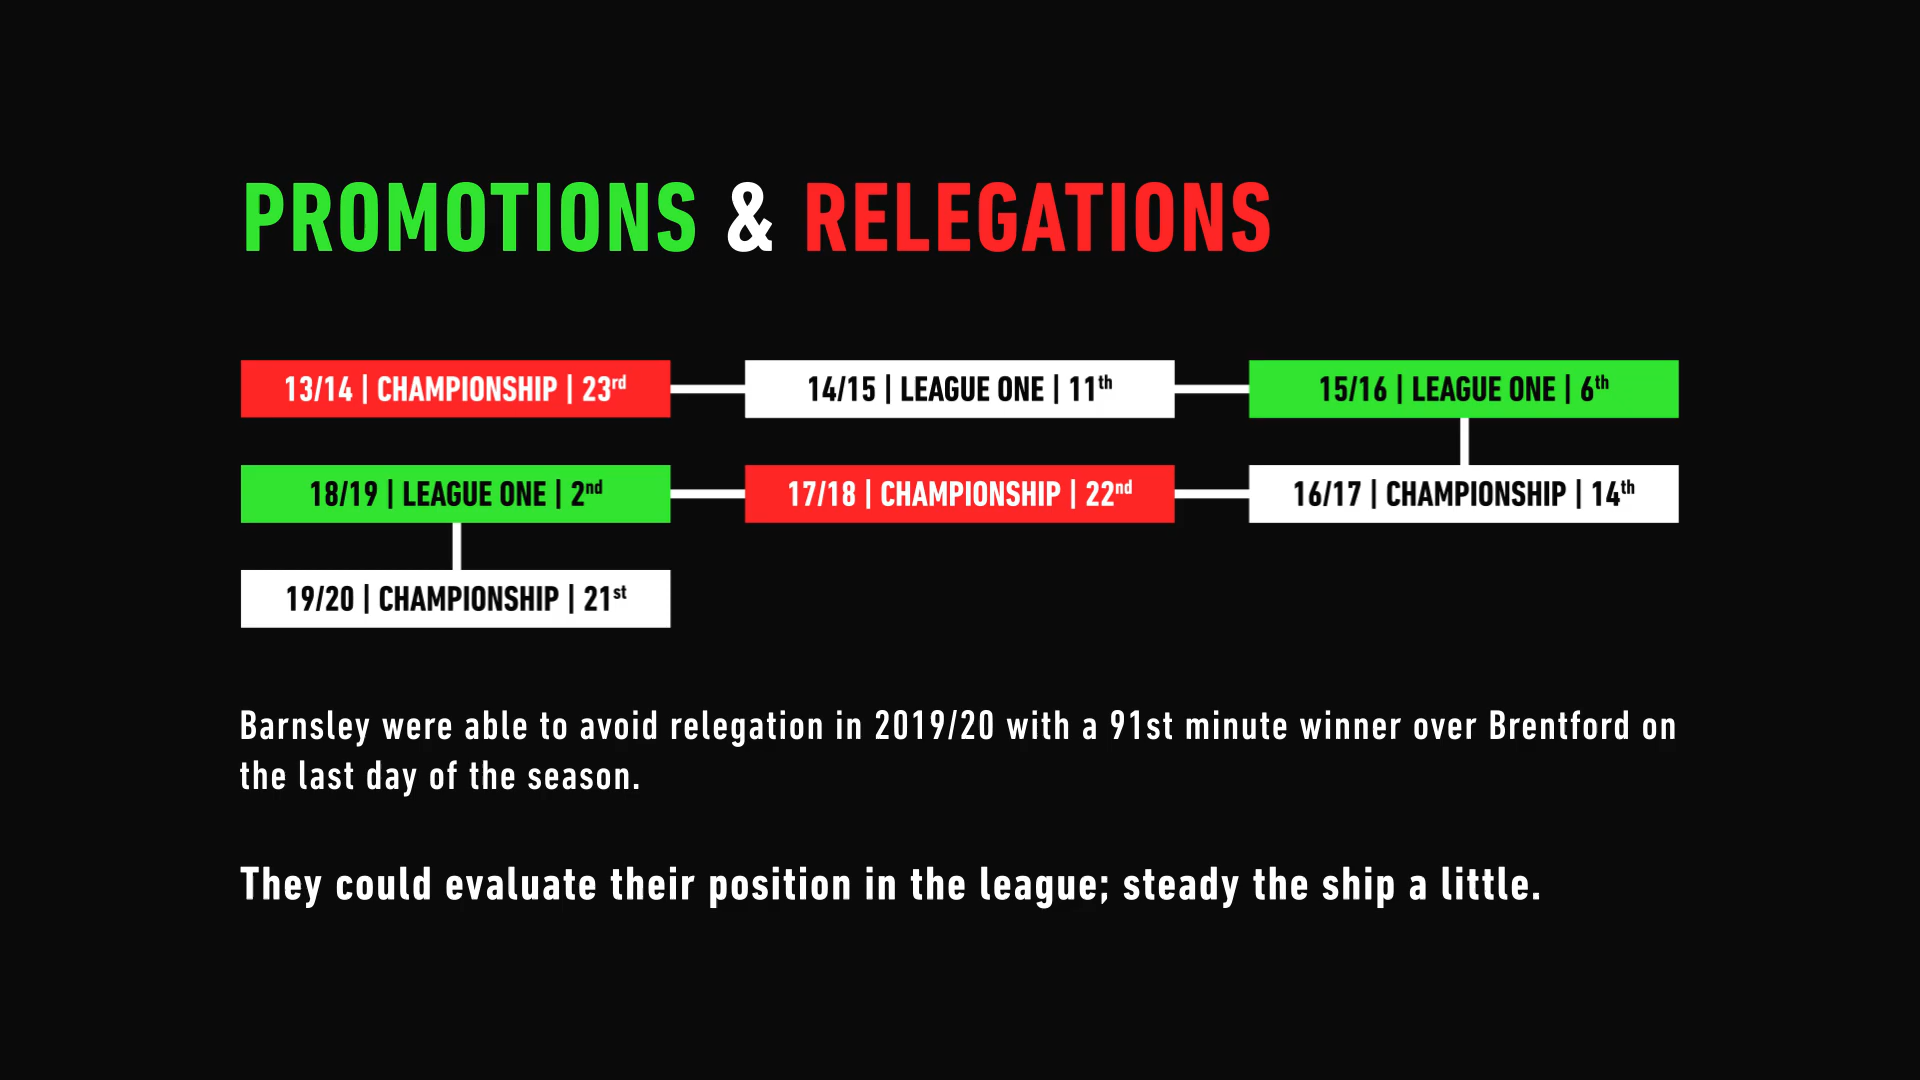 PROMOTIONS & RELEGATIONS
13/14 | CHAMPIONSHIP | 23rd
14/15 | LEAGUE ONE | 11th
15/16 | LEAGUE ONE | 6th
18/19 | LEAGUE ONE | 2nd
17/18 | CHAMPIONSHIP | 22nd
16/17 | CHAMPIONSHIP | 14th
19/20 | CHAMPIONSHIP | 21st
Barnsley were able to avoid relegation in 2019/20 with a 91st minute winner over Brentford on
the last day of the season.
They could evaluate their position in the league; steady the ship a little.